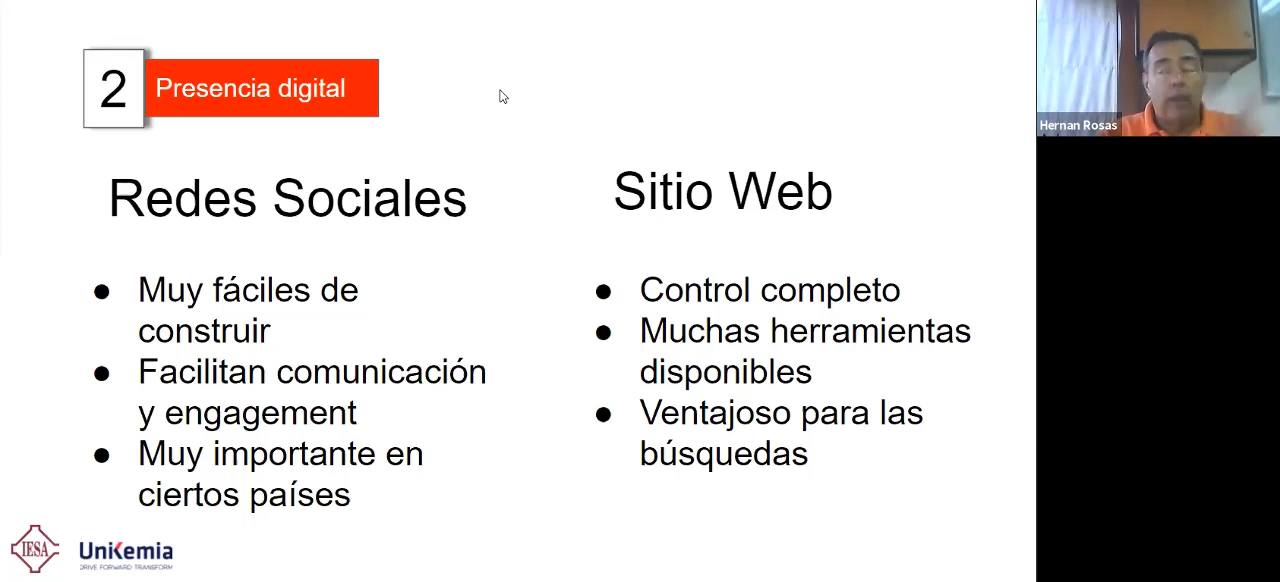 2
Presencia digital
Redes Sociales
● Muy fáciles de
construir
● Facilitan comunicación
y engagement
● Muy importante en
ciertos países
Sitio Web
● Control completo
● Muchas herramientas
disponibles
● Ventajoso para las
búsquedas
IESA
UniKemia
DRIVE FORWARD TRANSFORM
Hernan Rosas